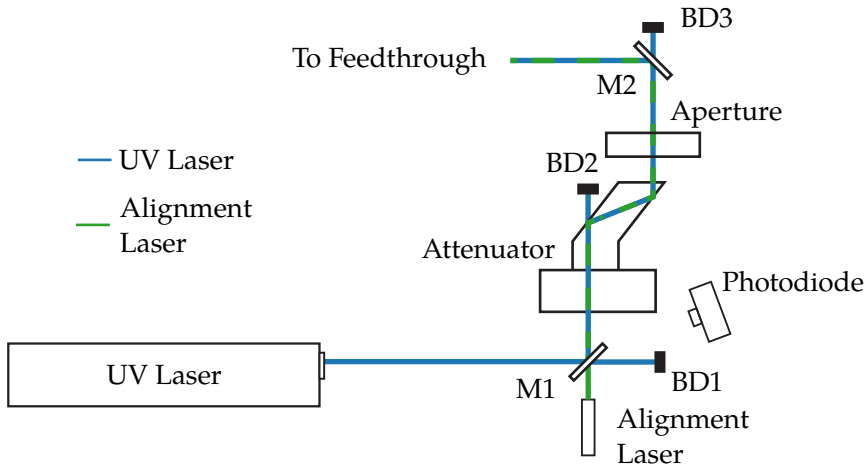 BD3
To Feedthrough
M2
Aperture
BD2
UV Laser
Alignment
Laser
Attenuator
Photodiode
UV Laser
M1
BD1
Alignment
Laser